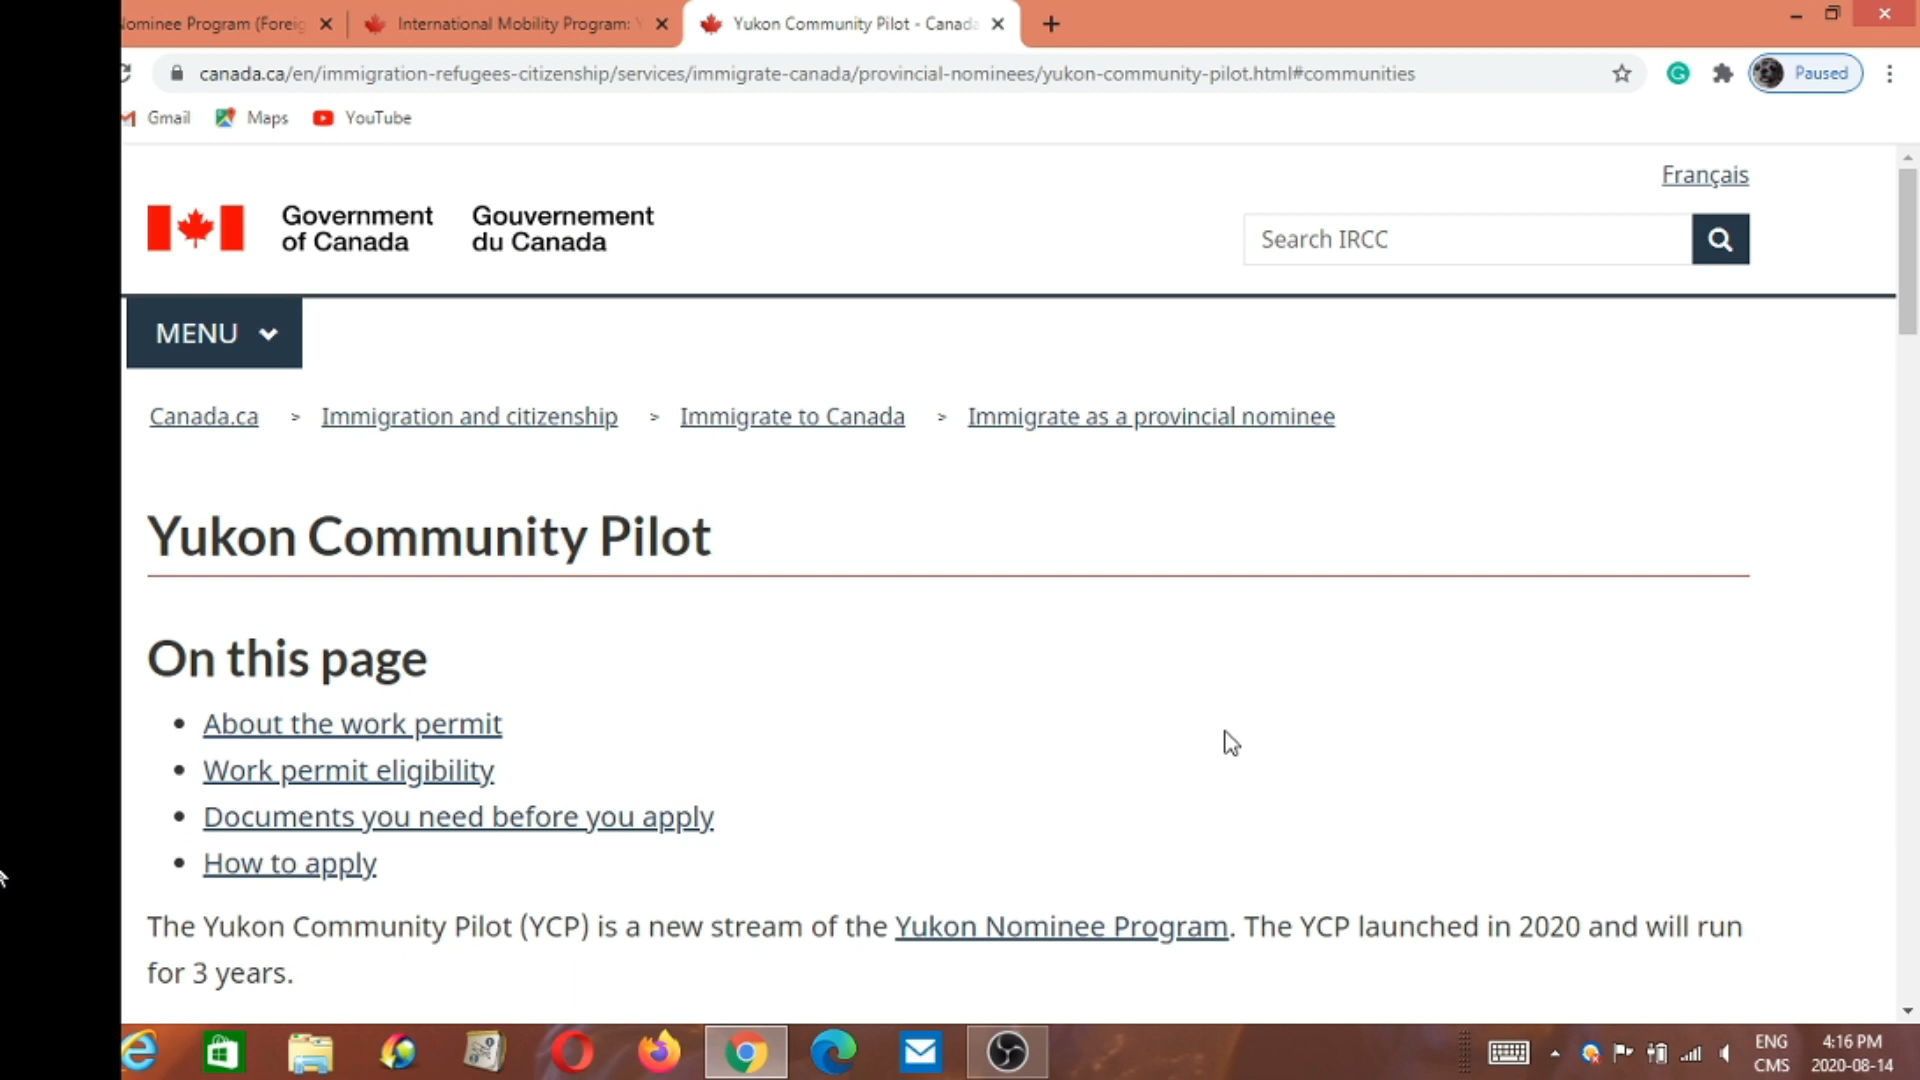 Nominee Program (Foreig
International Mobility Program:
Yukon Community Pilot - Canada
canada.ca/en/immigration-refugees-citizenship/services/immigrate-canada/provincial-nominees/yukon-community-pilot.html#communities
Paused
Gmail
Maps
YouTube
Français
Government of Canada
Gouvernement du Canada
Search IRCC
MENU
Canada.ca > Immigration and citizenship > Immigrate to Canada > Immigrate as a provincial nominee
Yukon Community Pilot
On this page
• About the work permit
• Work permit eligibility
• Documents you need before you apply
• How to apply
The Yukon Community Pilot (YCP) is a new stream of the Yukon Nominee Program. The YCP launched in 2020 and will run
for 3 years.
ENG
CMS
4:16 PM
2020-08-14